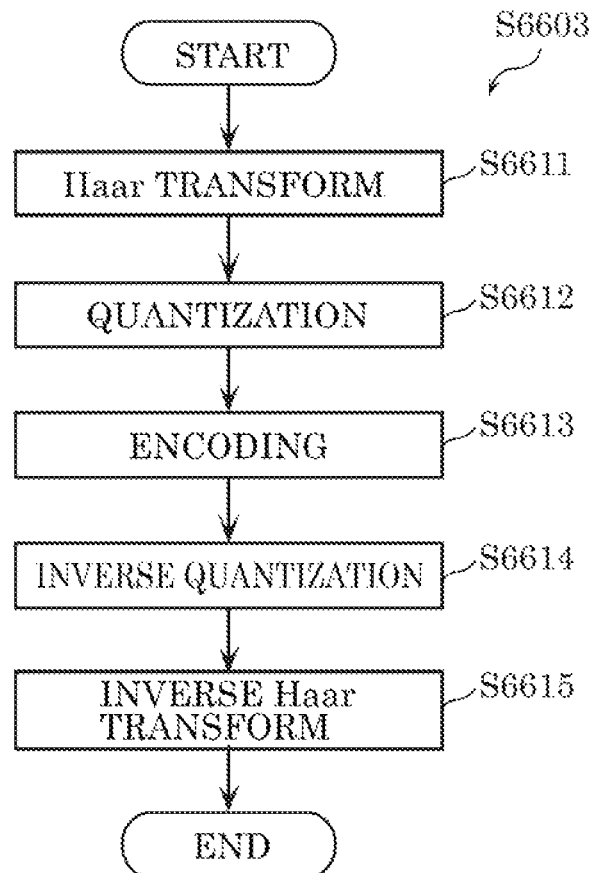 S6603
START
Haar TRANSFORM
S6611
QUANTIZATION
S6612
ENCODING
S6613
INVERSE QUANTIZATION
S6614
INVERSE Haar
TRANSFORM
S6615
END